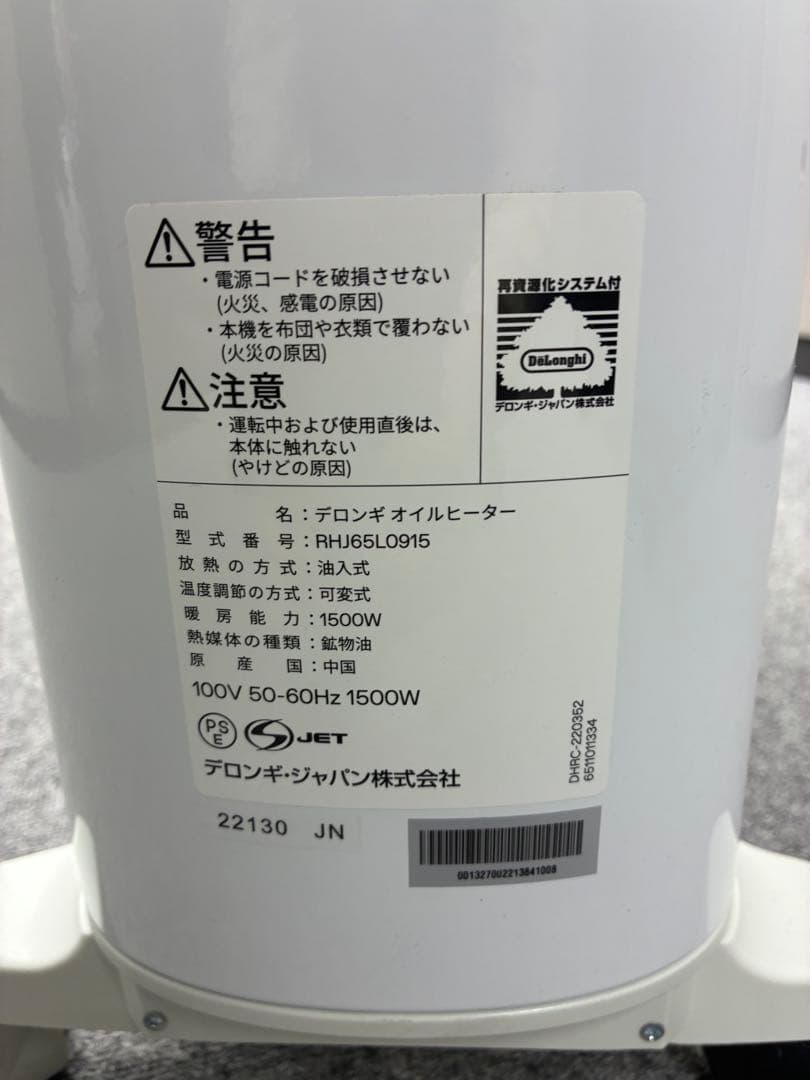 警告
・電源コードを破損させない
(火災、感電の原因)
・本機を布団や衣類で覆わない
(火災の原因)
注意
・運転中および使用直後は、
本体に触れない
(やけどの原因)
再資源化システム付
DeLonghi
デロンギ・ジャパン株式会社
品名：デロンギ オイルヒーター
型式番号：RHJ65L0915
放熱の方式：油入式
温度調節の方式：可変式
暖房能力：1500W
熱媒体の種類：鉱物油
原産国：中国
100V 50-60Hz 1500W
PSE JET
デロンギ・ジャパン株式会社
DHRC-220352
6511011334
22130 JN
001327002213841008